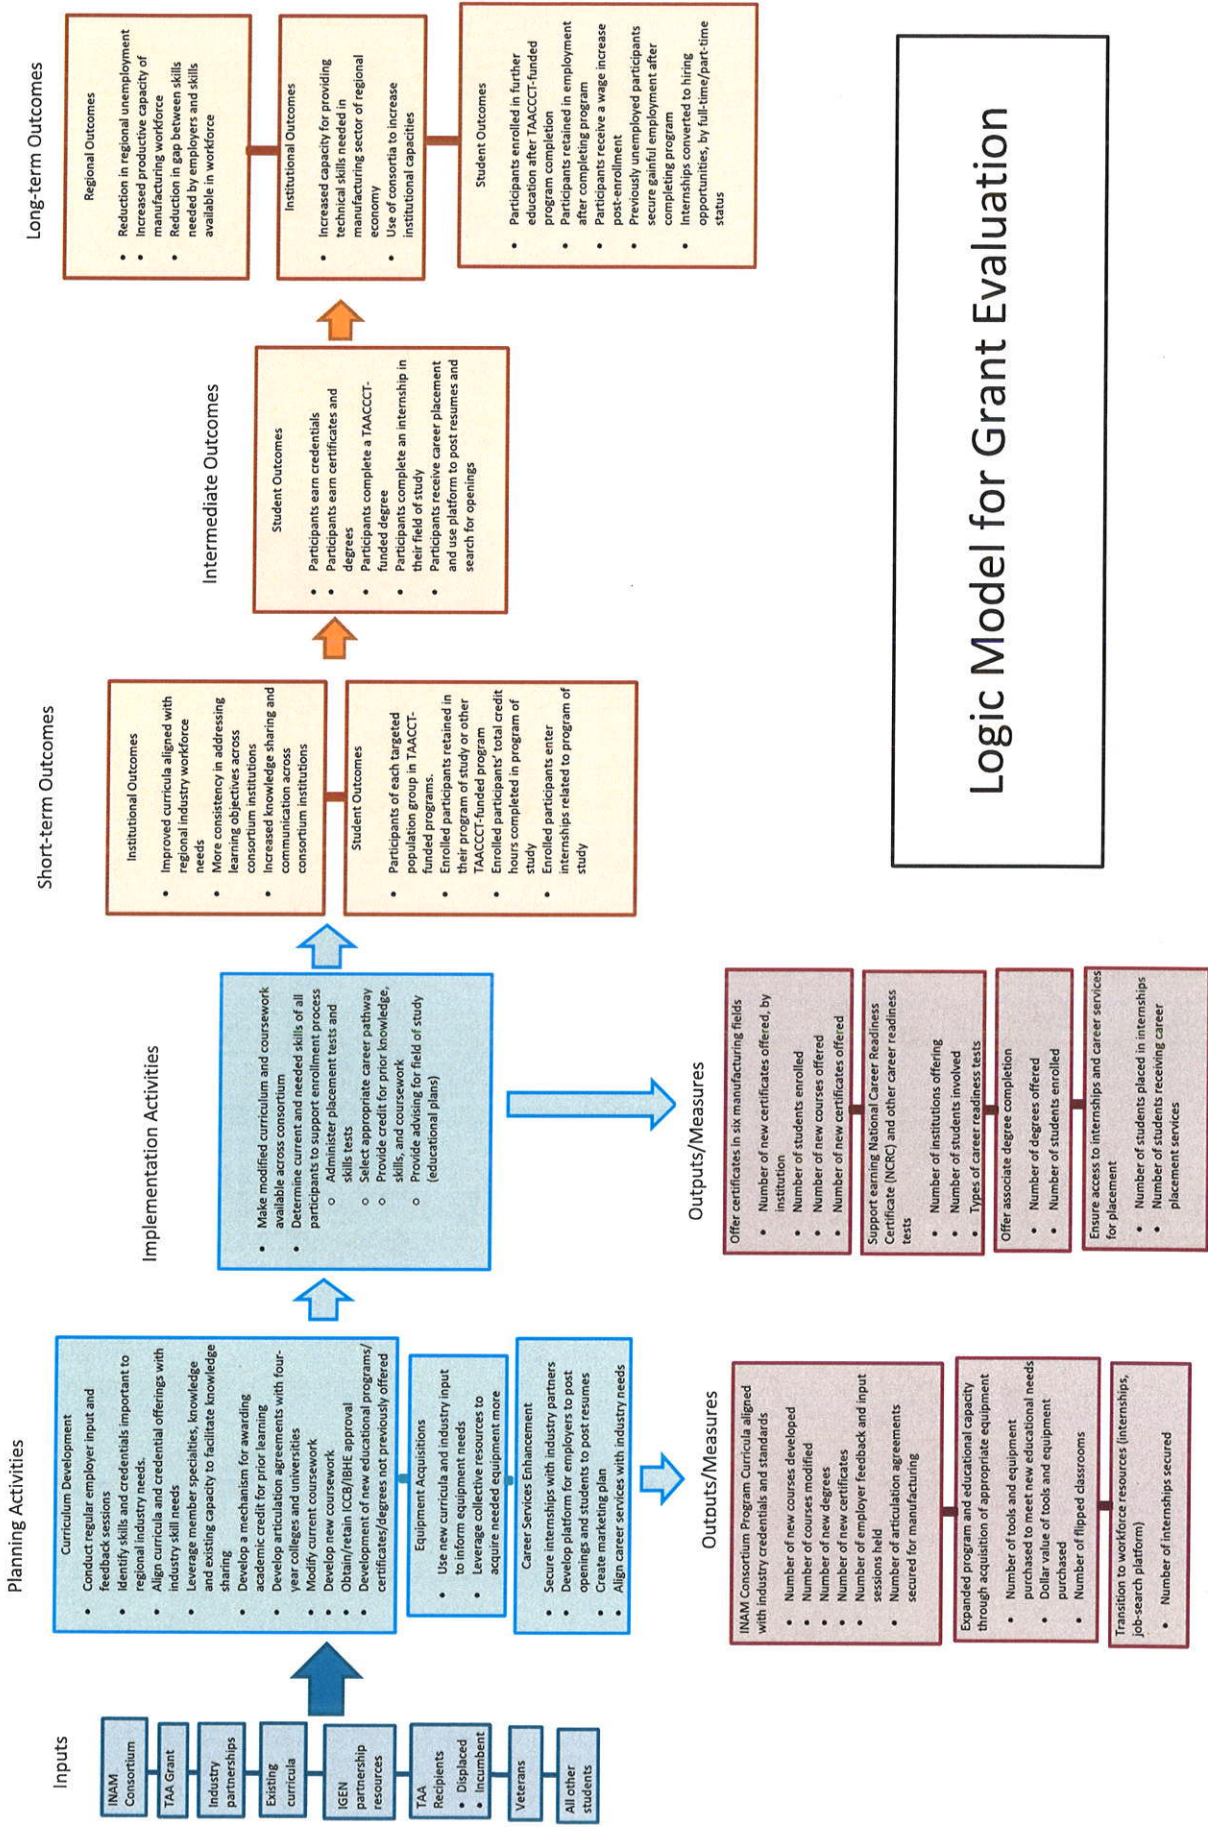 Inputs
INAM
Consortium
TAA Grant
Industry
partnerships
Existing
curricula
IGEN
partnership
resources
TAA
Recipients
• Displaced
• Incumbent
Veterans
All other
students
Planning Activities
Curriculum Development
• Conduct regular employer input and
feedback sessions
• Identify skills and credentials important to
regional industry needs.
• Align curricula and credential offerings with
industry skill needs
• Leverage member specialties, knowledge
and existing capacity to facilitate knowledge
sharing
• Develop a mechanism for awarding
academic credit for prior learning
• Develop articulation agreements with four-
year colleges and universities
• Modify current coursework
• Develop new coursework
• Obtain/retain ICCB/IBHE approval
• Development of new educational programs/
certificates/degrees not previously offered
Equipment Acquisitions
• Use new curricula and industry input
to inform equipment needs
• Leverage collective resources to
acquire needed equipment more
Career Services Enhancement
• Secure internships with industry partners
• Develop platform for employers to post
openings and students to post resumes
• Create marketing plan
• Align career services with industry needs
Outputs/Measures
INAM Consortium Program Curricula aligned
with industry credentials and standards
• Number of new courses developed
• Number of courses modified
• Number of new degrees
• Number of new certificates
• Number of employer feedback and input
sessions held
• Number of articulation agreements
secured for manufacturing
Expanded program and educational capacity
through acquisition of appropriate equipment
• Number of tools and equipment
purchased to meet new educational needs
• Dollar value of tools and equipment
purchased
• Number of flipped classrooms
Transition to workforce resources (internships,
job-search platform)
• Number of internships secured
Implementation Activities
• Make modified curriculum and coursework
available across consortium
• Determine current and needed skills of all
participants to support enrollment process
○ Administer placement tests and
skills tests
○ Select appropriate career pathway
○ Provide credit for prior knowledge,
skills, and coursework
○ Provide advising for field of study
(educational plans)
Outputs/Measures
Offer certificates in six manufacturing fields
• Number of new certificates offered, by
institution
• Number of students enrolled
• Number of new courses offered
• Number of new certificates offered
Support earning National Career Readiness
Certificate (NCRC) and other career readiness
tests
• Number of institutions offering
• Number of students involved
• Types of career readiness tests
Offer associate degree completion
• Number of degrees offered
• Number of students enrolled
Ensure access to internships and career services
for placement
• Number of students placed in internships
• Number of students receiving career
placement services
Short-term Outcomes
Institutional Outcomes
• Improved curricula aligned with
regional industry workforce
needs
• More consistency in addressing
learning objectives across
consortium institutions
• Increased knowledge sharing and
communication across
consortium institutions
Student Outcomes
• Participants of each targeted
population group in TAACCT-
funded programs.
• Enrolled participants retained in
their program of study or other
TAACCCT-funded program
• Enrolled participants' total credit
hours completed in program of
study
• Enrolled participants enter
internships related to program of
study
Intermediate Outcomes
Student Outcomes
• Participants earn credentials
• Participants earn certificates and
degrees
• Participants complete a TAACCCT-
funded degree
• Participants complete an internship in
their field of study
• Participants receive career placement
and use platform to post resumes and
search for openings
Long-term Outcomes
Regional Outcomes
• Reduction in regional unemployment
• Increased productive capacity of
manufacturing workforce
• Reduction in gap between skills
needed by employers and skills
available in workforce
Institutional Outcomes
• Increased capacity for providing
technical skills needed in
manufacturing sector of regional
economy
• Use of consortia to increase
institutional capacities
Student Outcomes
• Participants enrolled in further
education after TAACCCT-funded
program completion
• Participants retained in employment
after completing program
• Participants receive a wage increase
post-enrollment
• Previously unemployed participants
secure gainful employment after
completing program
• Internships converted to hiring
opportunities, by full-time/part-time
status
Logic Model for Grant Evaluation